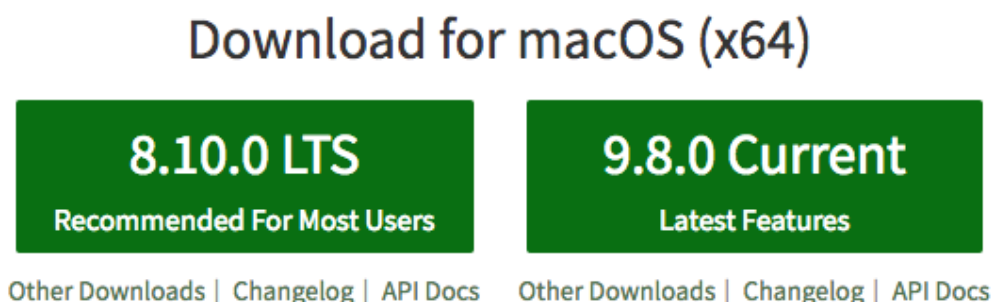 Download for macOS (x64)
8.10.0 LTS
Recommended For Most Users
Other Downloads | Changelog | API Docs
9.8.0 Current
Latest Features
Other Downloads | Changelog | API Docs